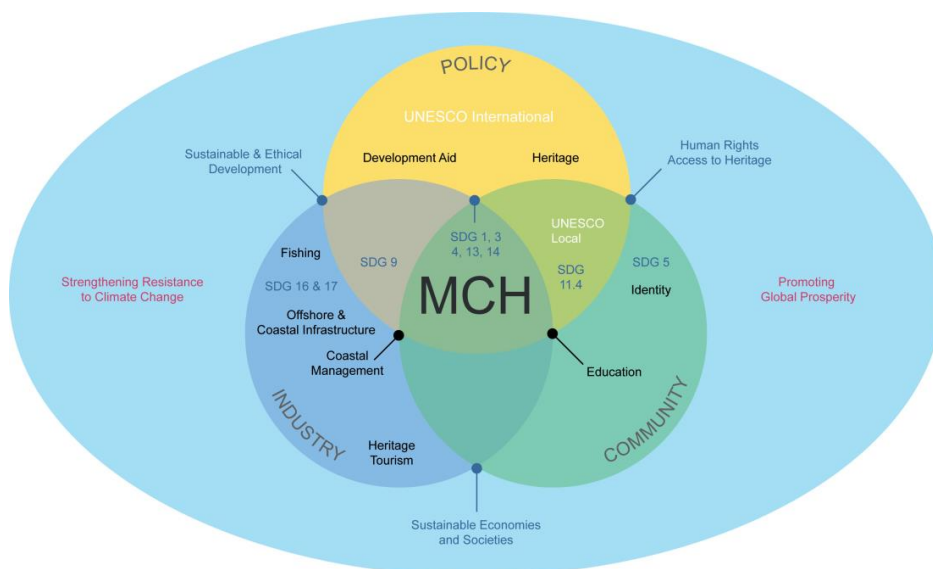 POLICY
UNESCO International
Sustainable & Ethical
Development
Development Aid
Heritage
Human Rights
Access to Heritage
SDG 1, 3
4, 13, 14
UNESCO
Local
Fishing
SDG 9
SDG
11.4
SDG 5
Identity
SDG 16 & 17
MCH
Strengthening Resistance
to Climate Change
Promoting
Global Prosperity
Offshore &
Coastal Infrastructure
Coastal
Management
Education
INDUSTRY
COMMUNITY
Heritage
Tourism
Sustainable Economies
and Societies